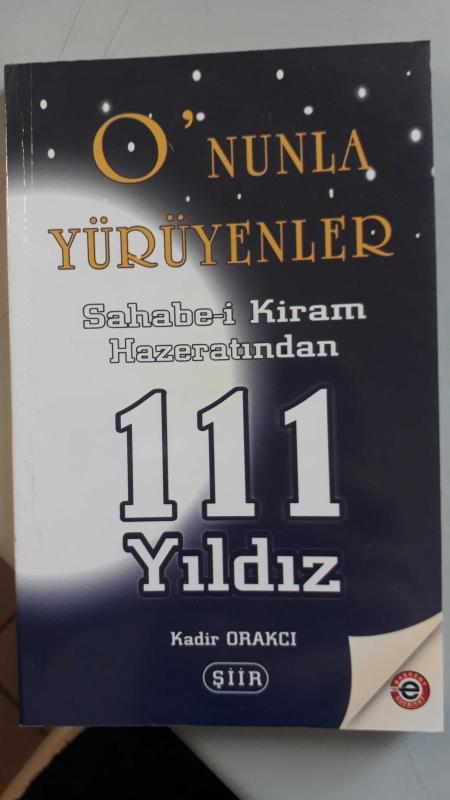 O'NUNLA
YÜRÜYENLER
Sahabe-i Kiram
Hazeratından
111
Yıldız
Kadir ORAKCI
ŞİİR